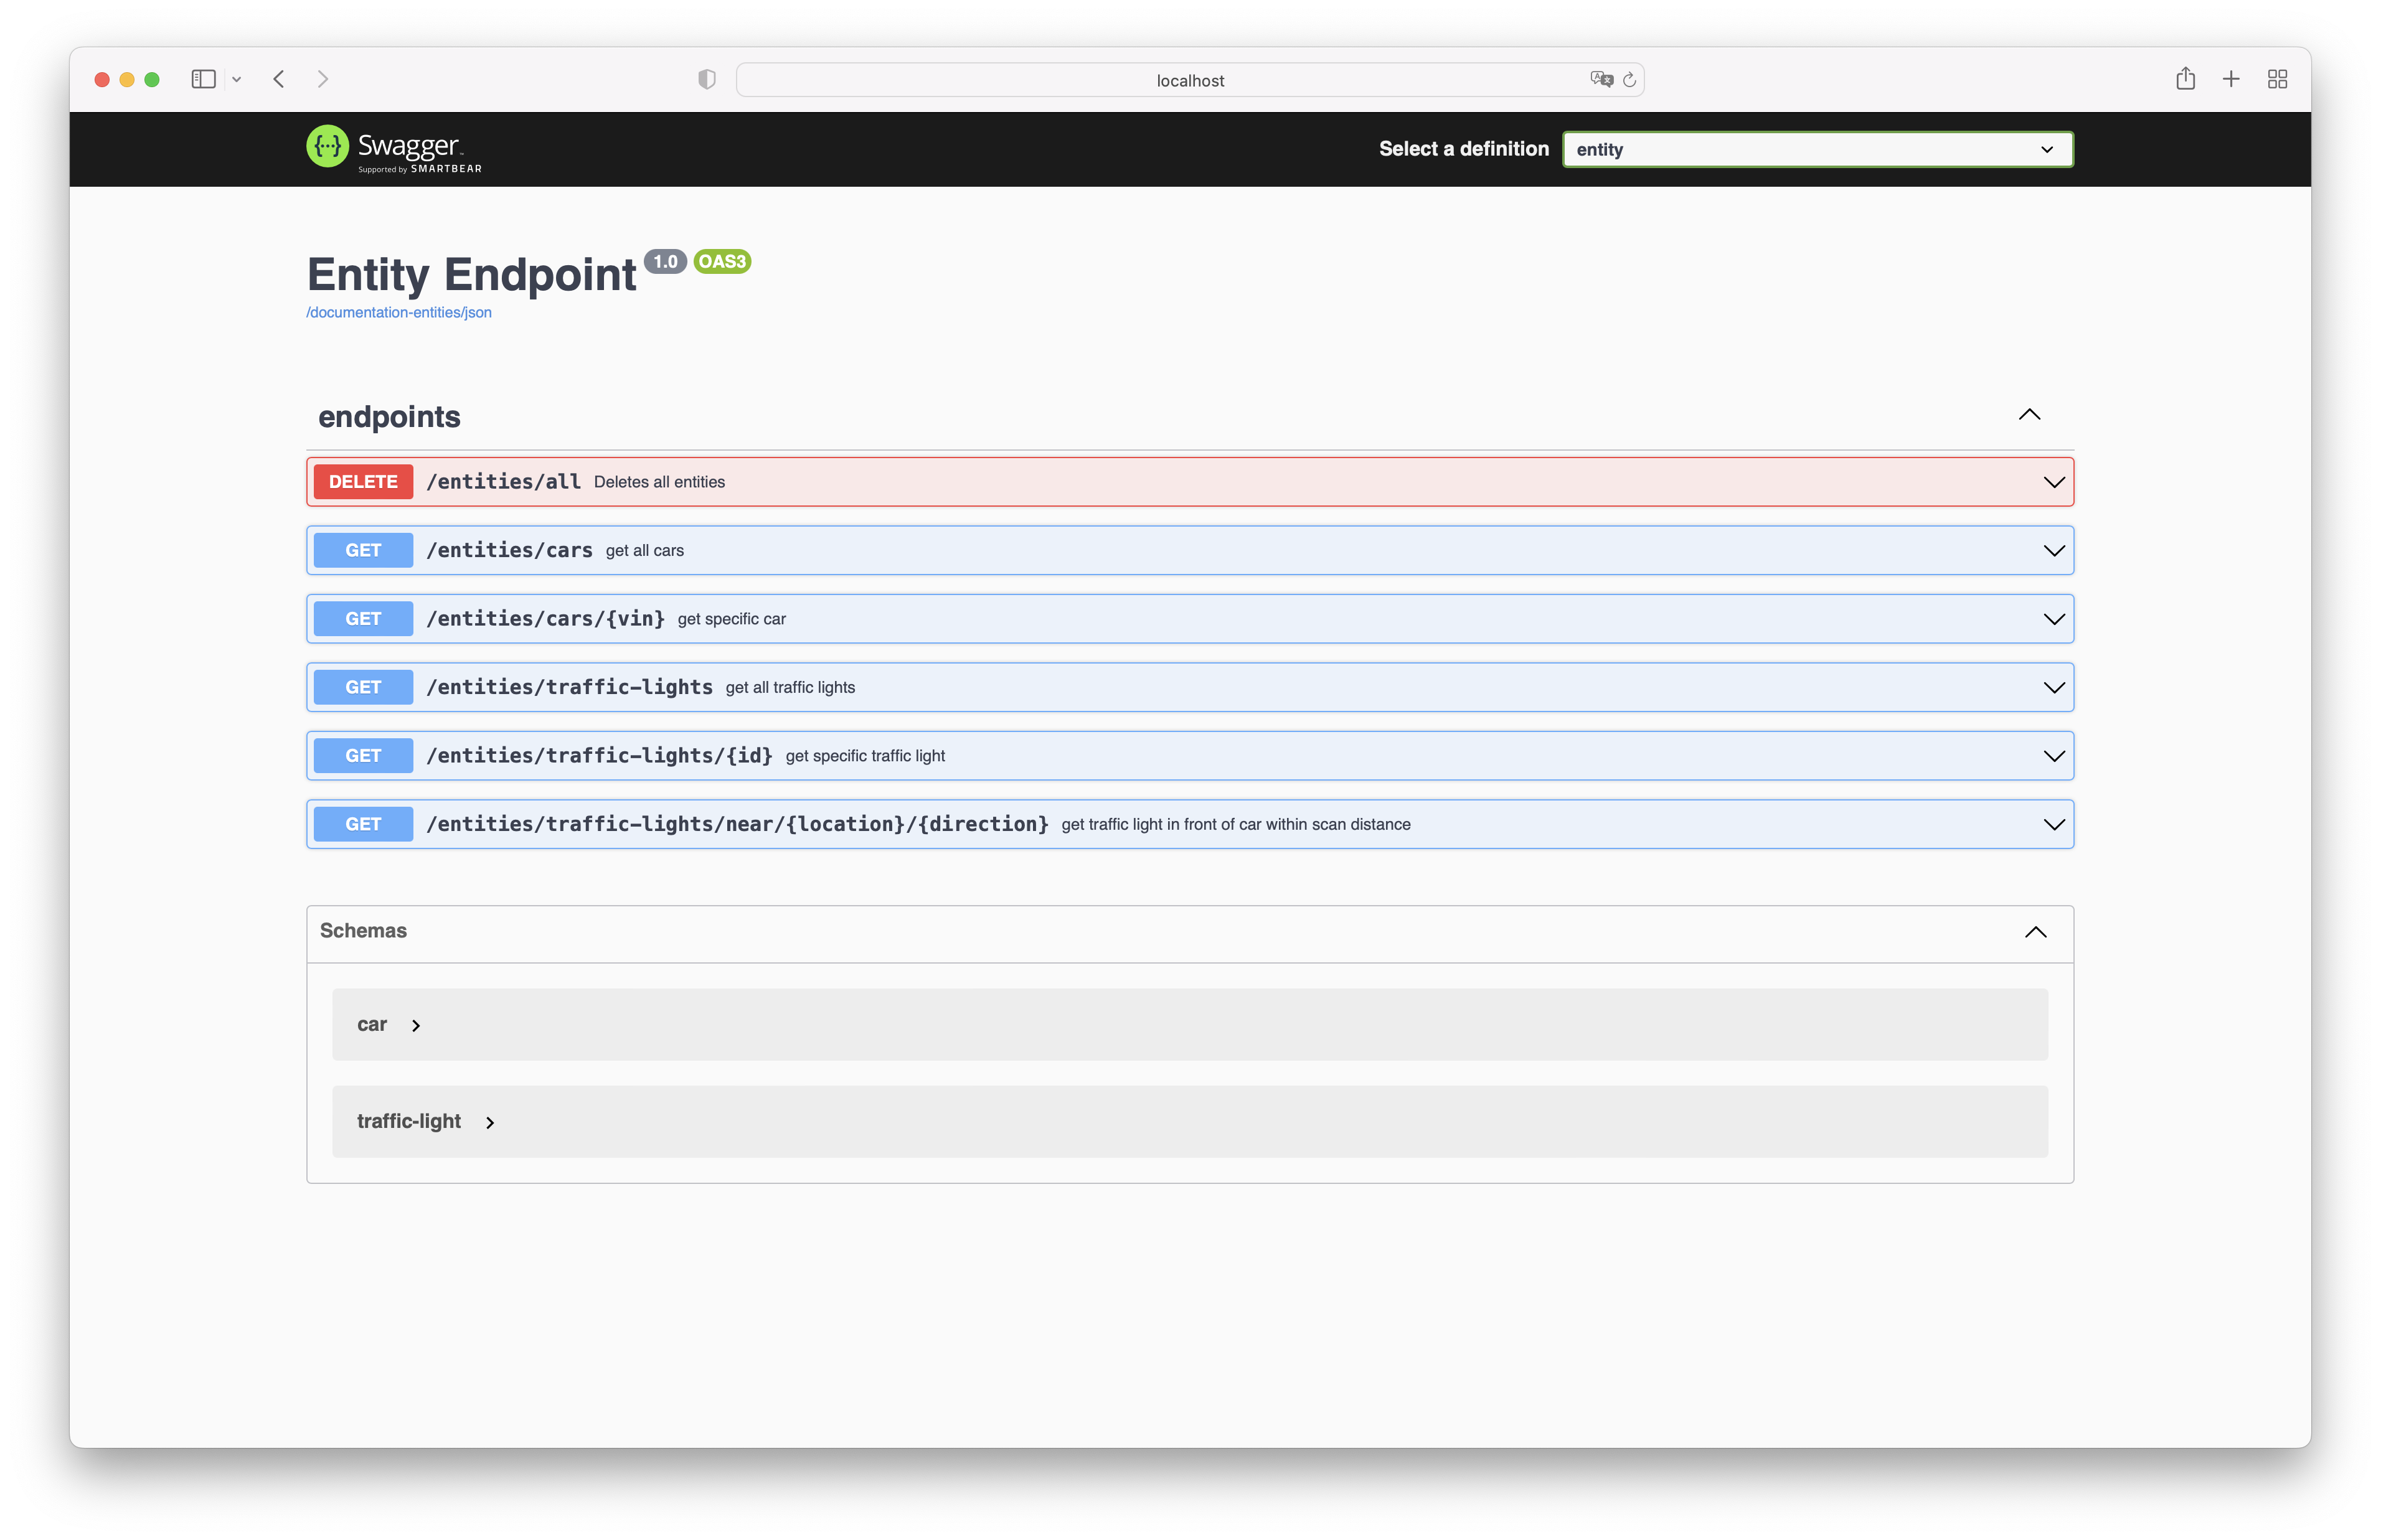 localhost
Swagger
Supported by SMARTBEAR
Select a definition entity
Entity Endpoint 1.0 OAS3
/documentation-entities/json
endpoints
DELETE /entities/all Deletes all entities
GET /entities/cars get all cars
GET /entities/cars/{vin} get specific car
GET /entities/traffic-lights get all traffic lights
GET /entities/traffic-lights/{id} get specific traffic light
GET /entities/traffic-lights/near/{location}/{direction} get traffic light in front of car within scan distance
Schemas
car
traffic-light